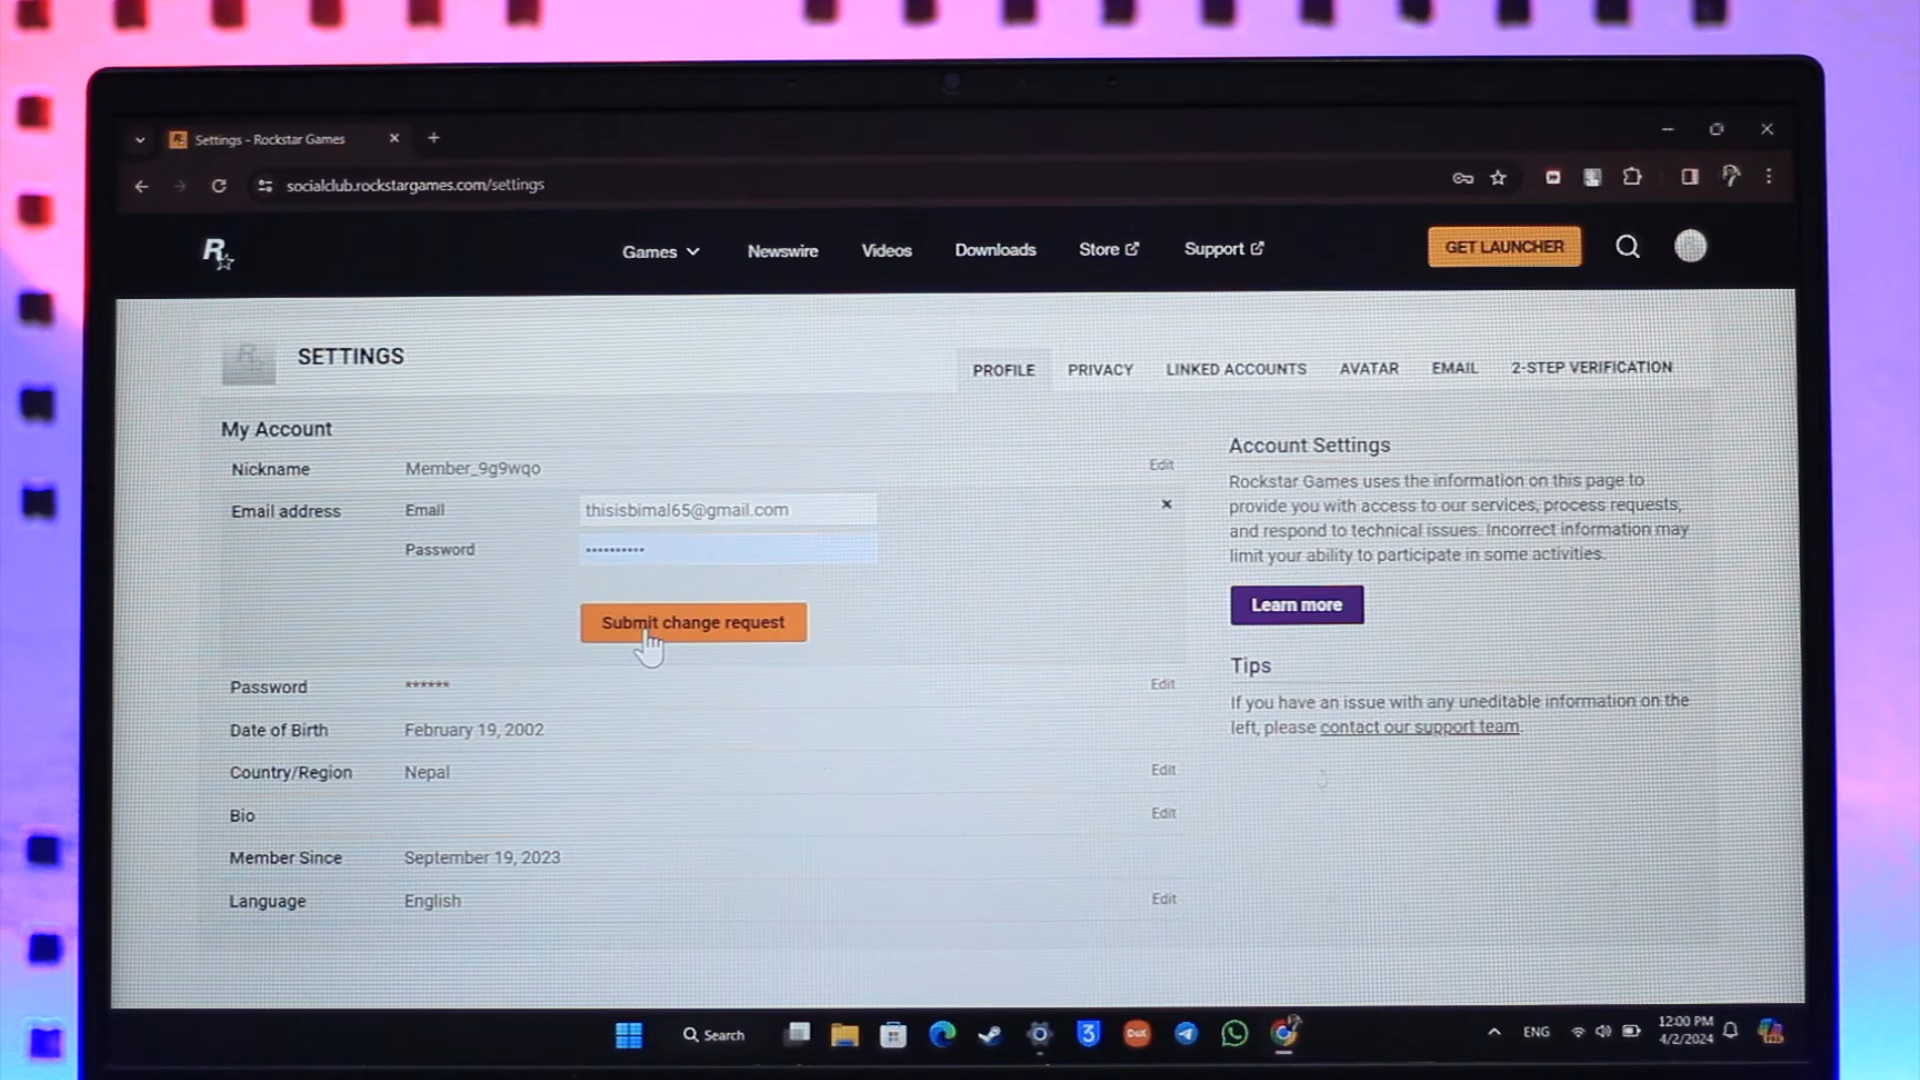 Settings - Rockstar Games
socialclub.rockstargames.com/settings
R
Games
Newswire
Videos
Downloads
Store
Support
GET LAUNCHER
SETTINGS
PROFILE
PRIVACY
LINKED ACCOUNTS
AVATAR
EMAIL
2-STEP VERIFICATION
My Account
Nickname
Member_9g9wqo
Edit
Email address
Email
thisisbimal65@gmail.com
Password
••••••••••
Submit change request
Password
******
Edit
Date of Birth
February 19, 2002
Country/Region
Nepal
Edit
Bio
Edit
Member Since
September 19, 2023
Language
English
Edit
Account Settings
Rockstar Games uses the information on this page to
provide you with access to our services, process requests,
and respond to technical issues. Incorrect information may
limit your ability to participate in some activities.
Learn more
Tips
If you have an issue with any uneditable information on the
left, please contact our support team.
Search
3
ENG
12:00 PM
4/2/2024